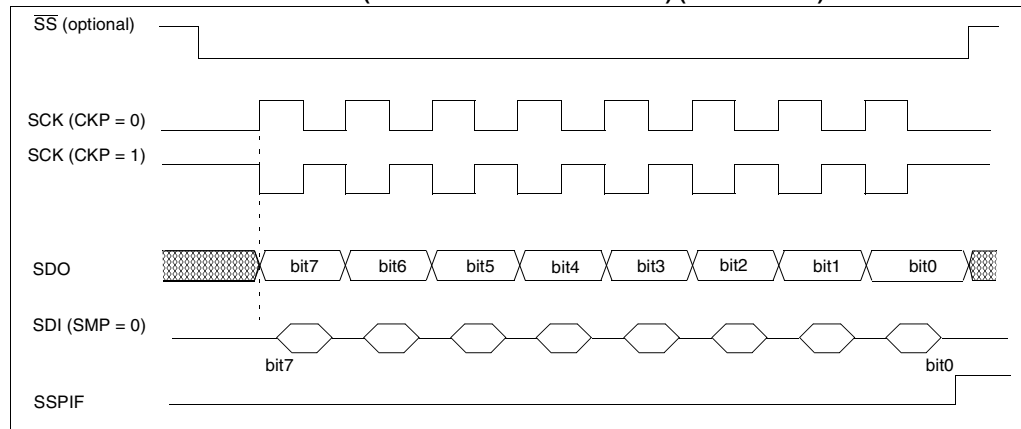 SS (optional)
SCK (CKP = 0)
SCK (CKP = 1)
SDO
bit7 bit6 bit5 bit4 bit3 bit2 bit1 bit0
SDI (SMP = 0)
bit7 bit0
SSPIF